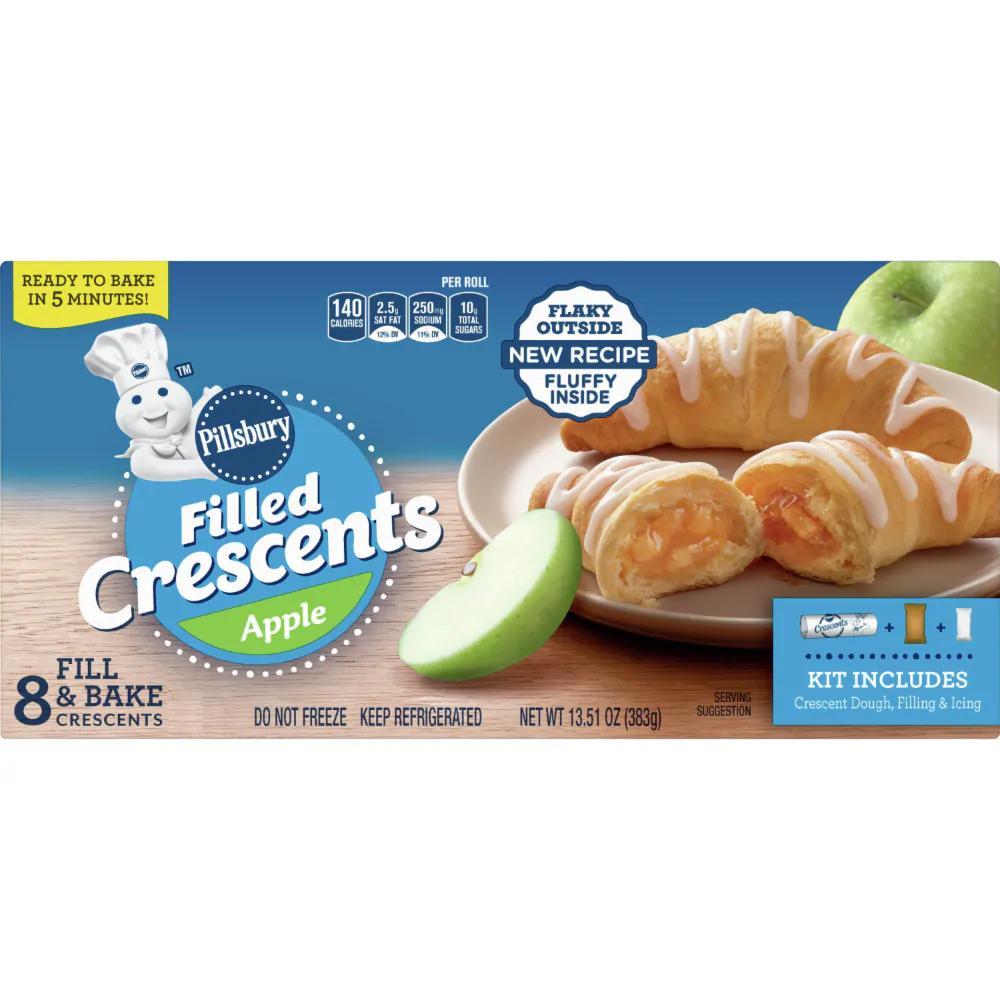 READY TO BAKE
IN 5 MINUTES!
PER ROLL
140
CALORIES
2.5g
SAT FAT
12% DV
250mg
SODIUM
11% DV
10g
TOTAL
SUGARS
FLAKY
OUTSIDE
NEW RECIPE
FLUFFY
INSIDE
Pillsbury
TM
Pillsbury
Filled
Crescents
Apple
8 FILL
& BAKE
CRESCENTS
DO NOT FREEZE KEEP REFRIGERATED NET WT 13.51 OZ (383g)
SERVING
SUGGESTION
Crescents
+ +
KIT INCLUDES
Crescent Dough, Filling & Icing